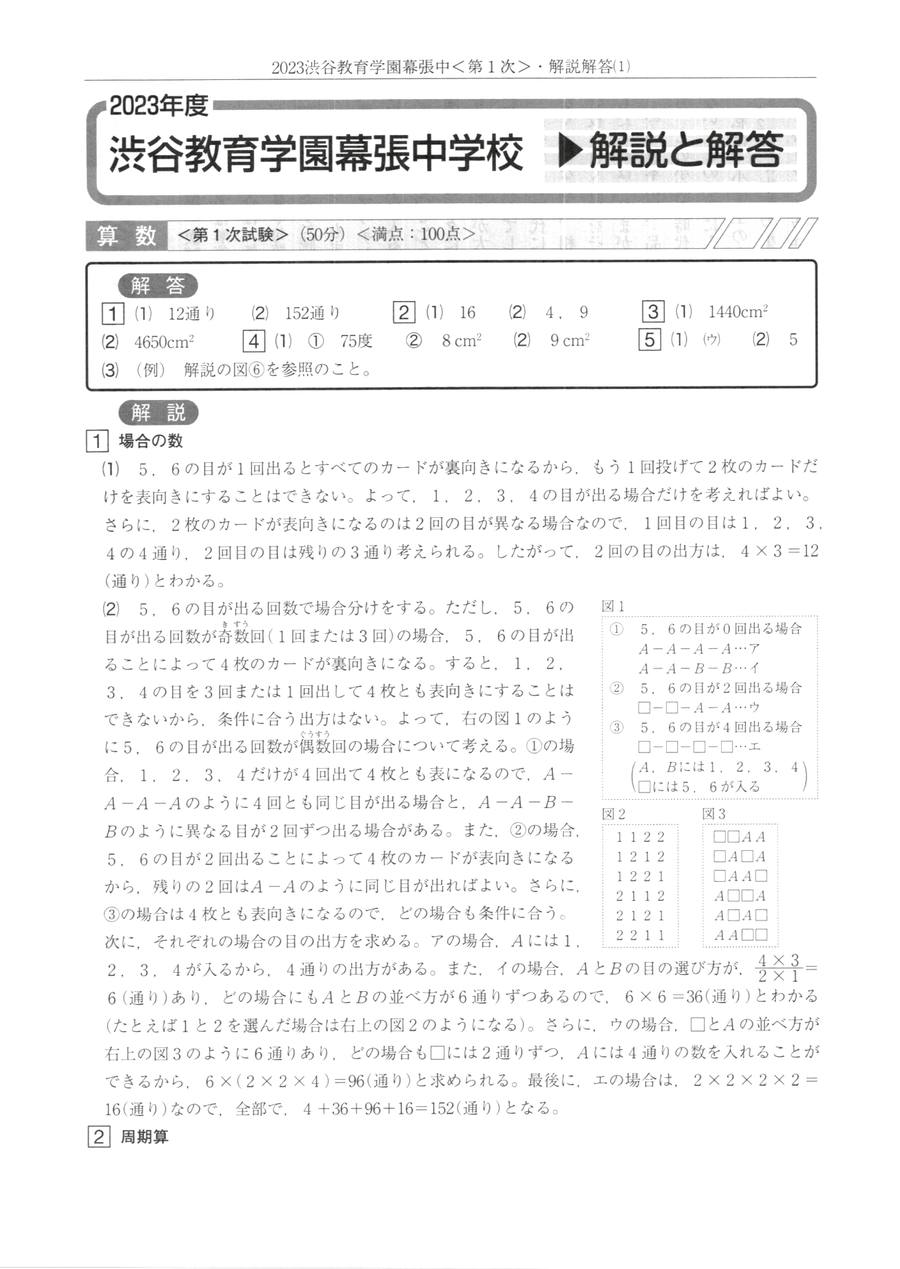 2023渋谷教育学園幕張中＜第１次＞・解説解答(1)
2023年度
渋谷教育学園幕張中学校 ▶解説と解答
算 数 ＜第１次試験＞（50分）＜満点：100点＞
解 答
1 (1) 12通り (2) 152通り 2 (1) 16 (2) 4，9 3 (1) 1440cm²
(2) 4650cm² 4 (1) ① 75度 ② 8cm² (2) 9cm² 5 (1) (ウ) (2) 5
(3) （例） 解説の図⑥を参照のこと。
解 説
1 場合の数
(1) 5，6の目が1回出るとすべてのカードが裏向きになるから，もう1回投げて2枚のカードだ
けを表向きにすることはできない。よって，1，2，3，4の目が出る場合だけを考えればよい。
さらに，2枚のカードが表向きになるのは2回の目が異なる場合なので，1回目の目は1，2，3，
4の4通り，2回目の目は残りの3通り考えられる。したがって，2回の目の出方は，4×3＝12
(通り)とわかる。
(2) 5，6の目が出る回数で場合分けをする。ただし，5，6の
きすう
目が出る回数が奇数回(1回または3回)の場合，5，6の目が出
ることによって4枚のカードが裏向きになる。すると，1，2，
3，4の目を3回または1回出して4枚とも表向きにすることは
できないから，条件に合う出方はない。よって，右の図1のよう
ぐうすう
に5，6の目が出る回数が偶数回の場合について考える。①の場
合，1，2，3，4だけが4回出て4枚とも表になるので，A－
A－A－Aのように4回とも同じ目が出る場合と，A－A－B－
Bのように異なる目が2回ずつ出る場合がある。また，②の場合，
5，6の目が2回出ることによって4枚のカードが表向きになる
から，残りの2回はA－Aのように同じ目が出ればよい。さらに，
③の場合は4枚とも表向きになるので，どの場合も条件に合う。
次に，それぞれの場合の目の出方を求める。アの場合，Aには1，
図1
① 5，6の目が0回出る場合
A－A－A－A…ア
A－A－B－B…イ
② 5，6の目が2回出る場合
□－□－A－A…ウ
③ 5，6の目が4回出る場合
□－□－□－□…エ
(A，Bには1，2，3，4
□には5，6が入る)
図2
1 1 2 2
1 2 1 2
1 2 2 1
2 1 1 2
2 1 2 1
2 2 1 1
図3
□□AA
□A□A
□AA□
A□□A
A□A□
AA□□
2，3，4が入るから，4通りの出方がある。また，イの場合，AとBの目の選び方が，4×3/2×1＝
6(通り)あり，どの場合にもAとBの並べ方が6通りずつあるので，6×6＝36(通り)とわかる
(たとえば1と2を選んだ場合は右上の図2のようになる)。さらに，ウの場合，□とAの並べ方が
右上の図3のように6通りあり，どの場合も□には2通りずつ，Aには4通りの数を入れることが
できるから，6×(2×2×4)＝96(通り)と求められる。最後に，エの場合は，2×2×2×2＝
16(通り)なので，全部で，4＋36＋96＋16＝152(通り)となる。
2 周期算